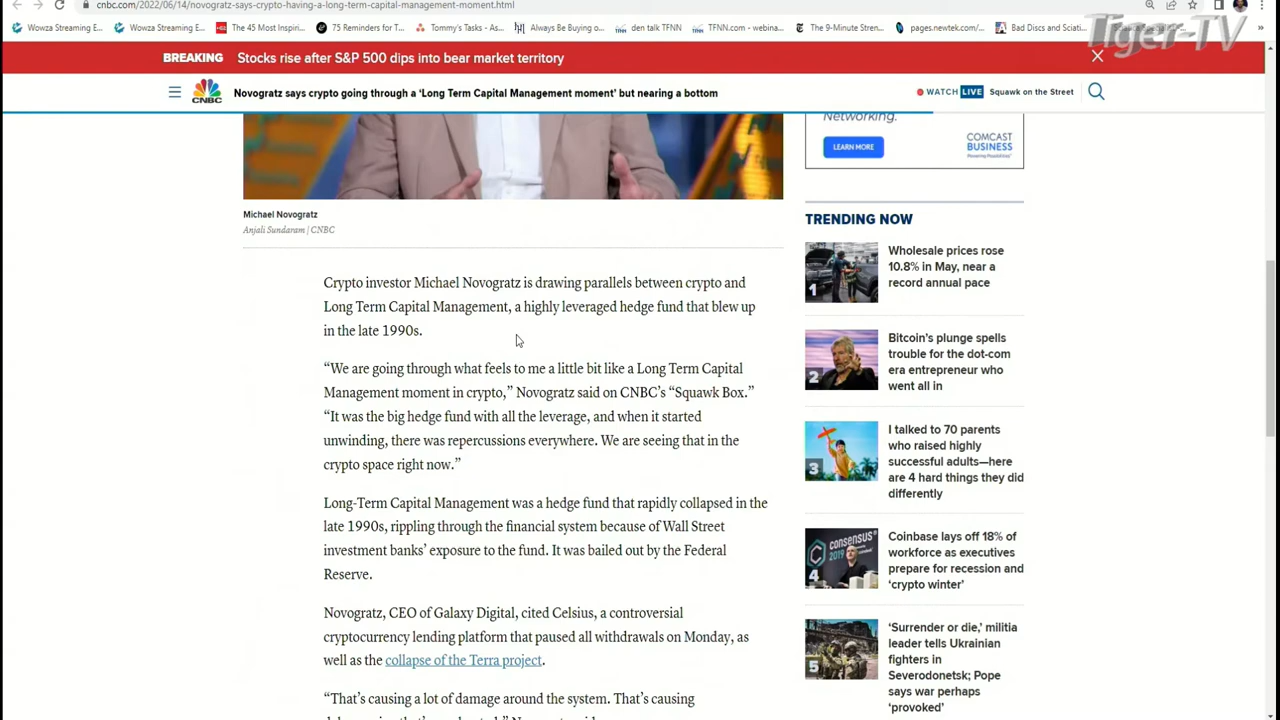 cnbc.com/2022/06/14/novogratz-says-crypto-having-a-long-term-capital-management-moment.html
Wowza Streaming E...
Wowza Streaming E...
The 45 Most Inspiri...
75 Reminders for T...
Tommy's Tasks - As...
Always Be Buying o...
den talk TFNN
TFNN.com - webina...
The 9-Minute Stren...
pages.newtek.com/...
Bad Discs and Sciati...
Tiger-TV
BREAKING
Stocks rise after S&P 500 dips into bear market territory
CNBC
Novogratz says crypto going through a ‘Long Term Capital Management moment’ but nearing a bottom
WATCH LIVE
Squawk on the Street
Networking.
LEARN MORE
COMCAST
BUSINESS
Michael Novogratz
Anjali Sundaram | CNBC
Crypto investor Michael Novogratz is drawing parallels between crypto and
Long Term Capital Management, a highly leveraged hedge fund that blew up
in the late 1990s.
“We are going through what feels to me a little bit like a Long Term Capital
Management moment in crypto,” Novogratz said on CNBC’s “Squawk Box.”
“It was the big hedge fund with all the leverage, and when it started
unwinding, there was repercussions everywhere. We are seeing that in the
crypto space right now.”
Long-Term Capital Management was a hedge fund that rapidly collapsed in the
late 1990s, rippling through the financial system because of Wall Street
investment banks’ exposure to the fund. It was bailed out by the Federal
Reserve.
Novogratz, CEO of Galaxy Digital, cited Celsius, a controversial
cryptocurrency lending platform that paused all withdrawals on Monday, as
well as the collapse of the Terra project.
“That’s causing a lot of damage around the system. That’s causing
TRENDING NOW
1
Wholesale prices rose
10.8% in May, near a
record annual pace
2
Bitcoin’s plunge spells
trouble for the dot-com
era entrepreneur who
went all in
3
I talked to 70 parents
who raised highly
successful adults—here
are 4 hard things they did
differently
consensus
2019
4
Coinbase lays off 18% of
workforce as executives
prepare for recession and
‘crypto winter’
5
‘Surrender or die,’ militia
leader tells Ukrainian
fighters in
Severodonetsk; Pope
says war perhaps
‘provoked’